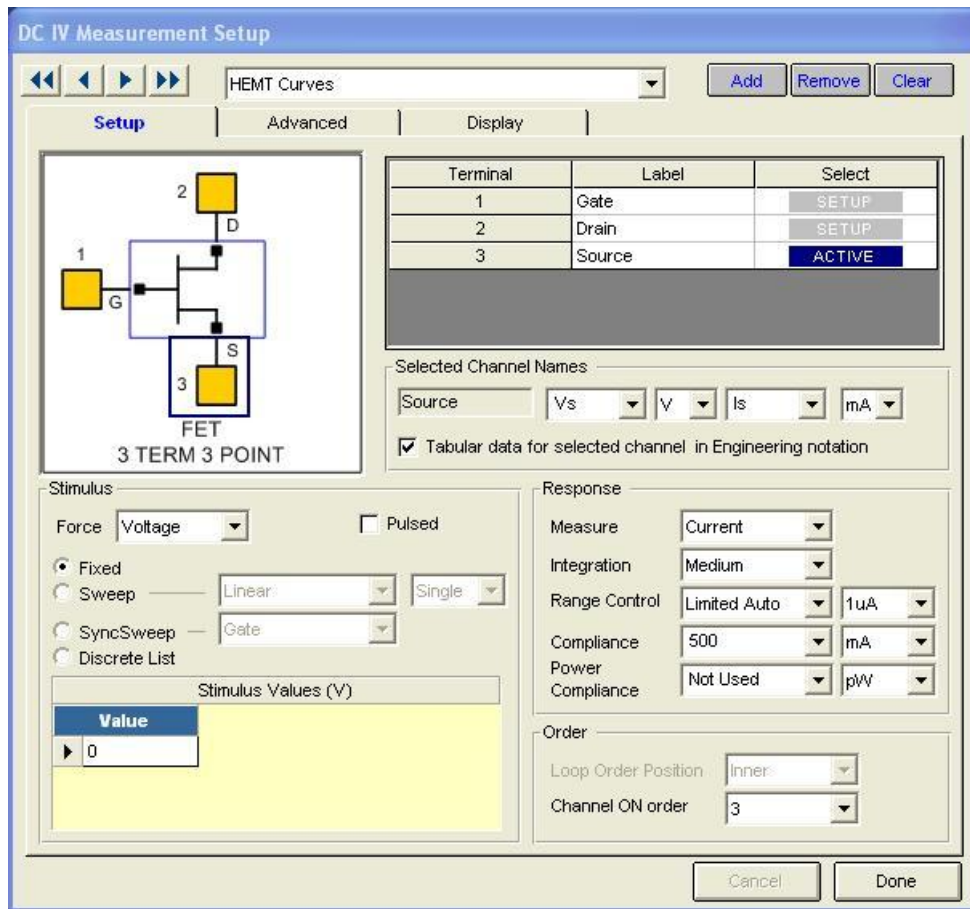 DC IV Measurement Setup
HEMT Curves
Add Remove Clear
Setup Advanced Display
2
D
1
G
S
3
FET
3 TERM 3 POINT
Terminal Label Select
1 Gate SETUP
2 Drain SETUP
3 Source ACTIVE
Selected Channel Names
Source Vs V Is mA
Tabular data for selected channel in Engineering notation
Stimulus
Force Voltage Pulsed
Fixed
Sweep Linear Single
SyncSweep Gate
Discrete List
Stimulus Values (V)
Value
0
Response
Measure Current
Integration Medium
Range Control Limited Auto 1uA
Compliance 500 mA
Power
Compliance Not Used pW
Order
Loop Order Position Inner
Channel ON order 3
Cancel Done